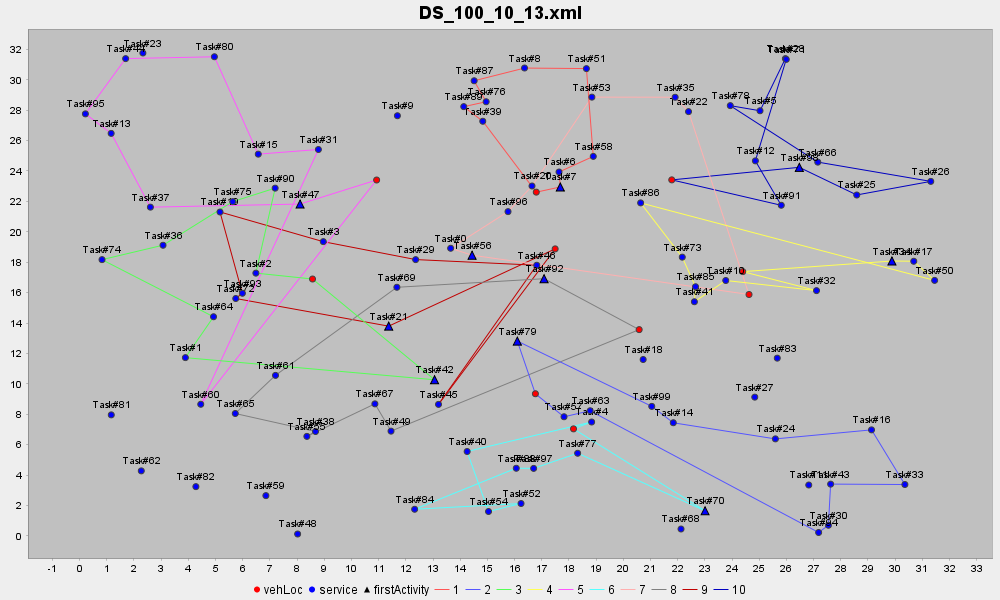 DS_100_10_13.xml
32
Task#23
Task#80
Task#8
Task#51
30
Task#87
Task#53
Task#35
Task#78
Task#5
28
Task#95
Task#9
Task#89
Task#76
Task#22
Task#13
Task#39
26
Task#15
Task#31
Task#58
Task#12
Task#66
24
Task#6
Task#26
Task#90
Task#7
Task#25
22
Task#37
Task#75
Task#47
Task#96
Task#86
Task#91
20
Task#36
Task#3
Task#0
Task#73
18
Task#74
Task#29
Task#56
Task#46
Task#17
Task#2
Task#92
Task#50
16
Task#93
Task#69
Task#85
Task#32
Task#64
Task#41
14
Task#21
12
Task#1
Task#79
Task#18
Task#83
10
Task#61
Task#42
8
Task#81
Task#60
Task#65
Task#67
Task#45
Task#63
Task#99
Task#27
6
Task#38
Task#49
Task#4
Task#14
Task#24
Task#16
4
Task#62
Task#40
Task#97
Task#77
Task#43
Task#33
2
Task#82
Task#59
Task#84
Task#54
Task#52
Task#70
0
Task#48
Task#68
Task#30
-1 0 1 2 3 4 5 6 7 8 9 10 11 12 13 14 15 16 17 18 19 20 21 22 23 24 25 26 27 28 29 30 31 32 33
vehLoc service firstActivity 1 2 3 4 5 6 7 8 9 10